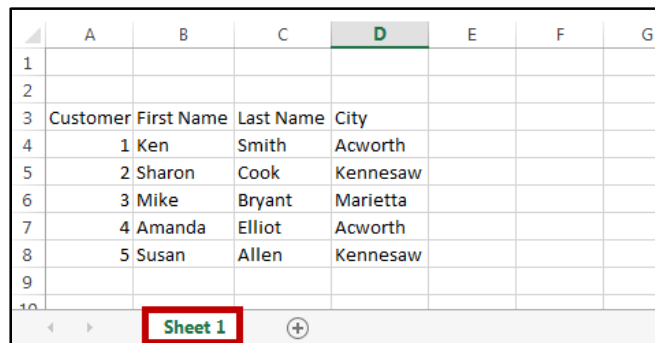 A B C D E F G
1
2
3 Customer First Name Last Name City
4 1 Ken Smith Acworth
5 2 Sharon Cook Kennesaw
6 3 Mike Bryant Marietta
7 4 Amanda Elliot Acworth
8 5 Susan Allen Kennesaw
9
10
Sheet 1